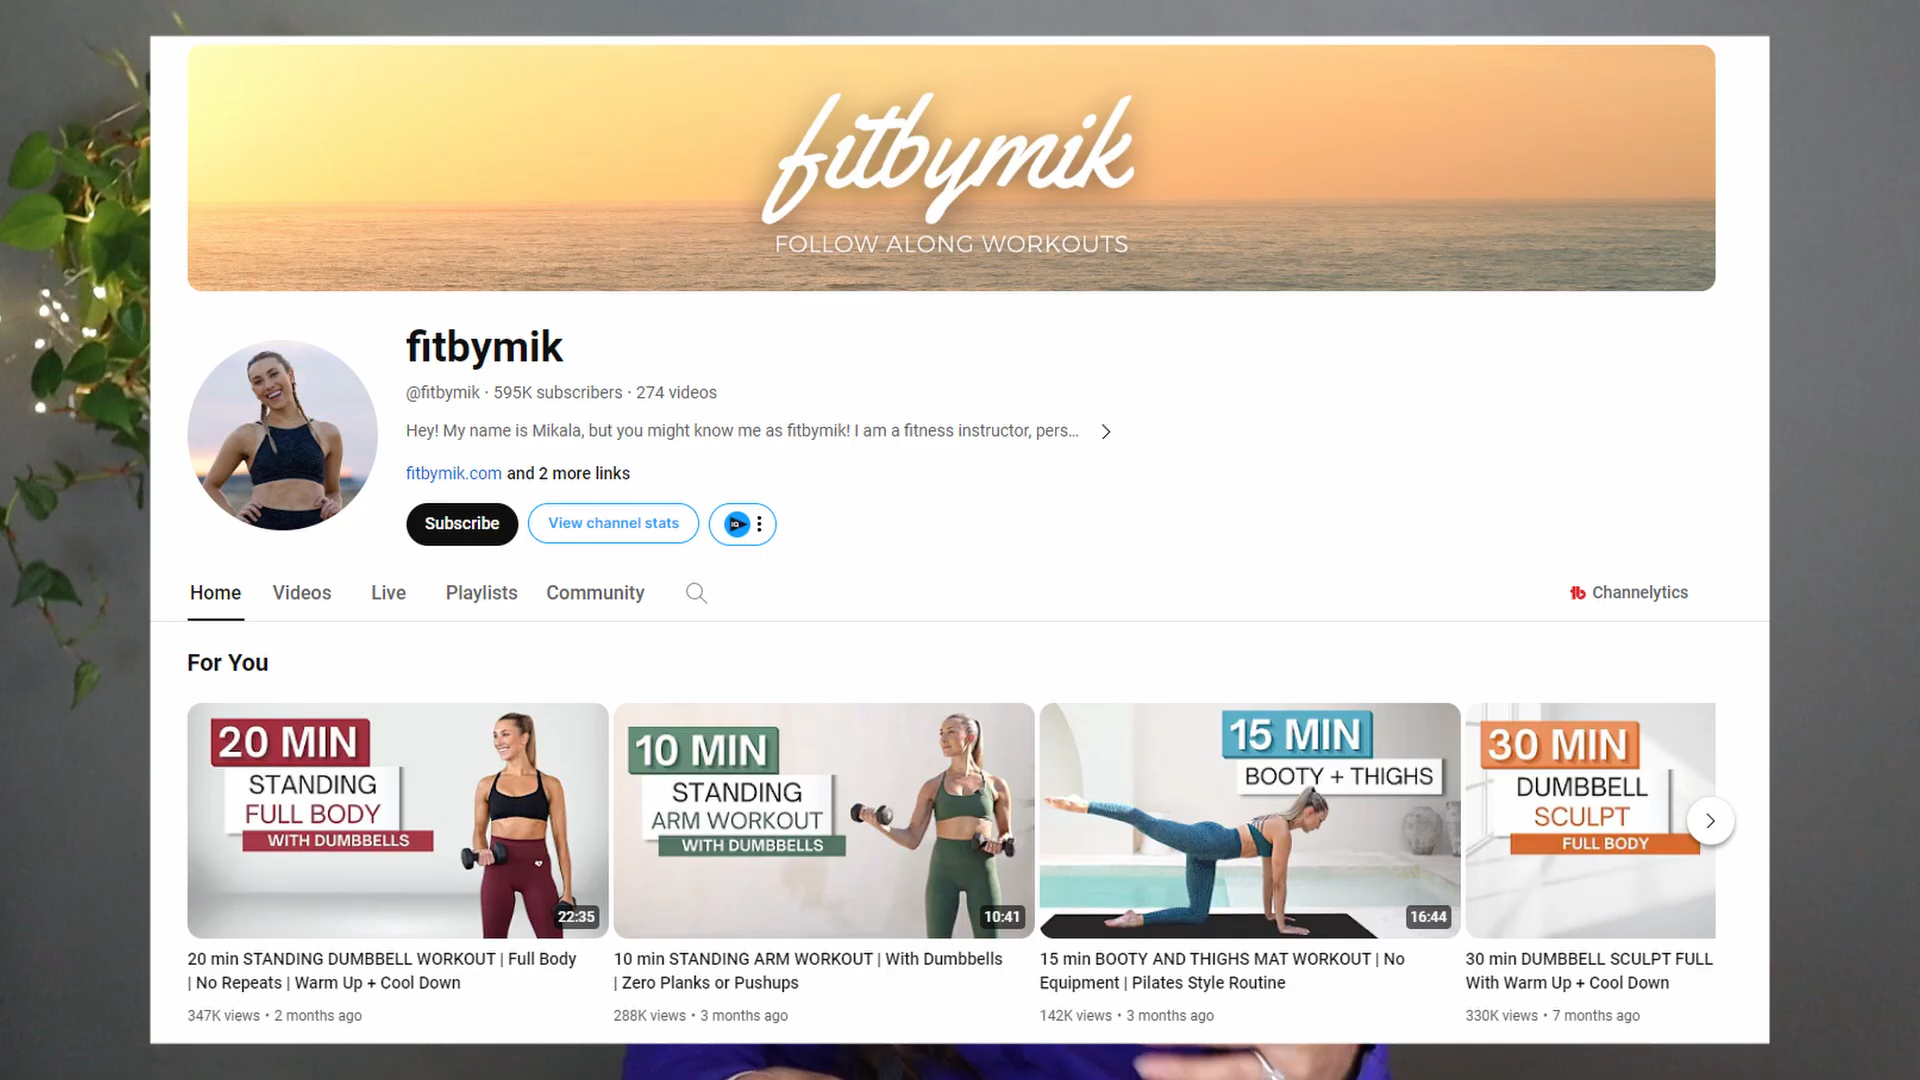 fitbymik
FOLLOW ALONG WORKOUTS
fitbymik
@fitbymik · 595K subscribers · 274 videos
Hey! My name is Mikala, but you might know me as fitbymik! I am a fitness instructor, pers...
fitbymik.com and 2 more links
Subscribe
View channel stats
IQ
Home
Videos
Live
Playlists
Community
tb Channelytics
For You
20 MIN
STANDING
FULL BODY
WITH DUMBBELLS
22:35
20 min STANDING DUMBBELL WORKOUT | Full Body
| No Repeats | Warm Up + Cool Down
347K views • 2 months ago
10 MIN
STANDING
ARM WORKOUT
WITH DUMBBELLS
10:41
10 min STANDING ARM WORKOUT | With Dumbbells
| Zero Planks or Pushups
288K views • 3 months ago
15 MIN
BOOTY + THIGHS
16:44
15 min BOOTY AND THIGHS MAT WORKOUT | No
Equipment | Pilates Style Routine
142K views • 3 months ago
30 MIN
DUMBBELL
SCULPT
FULL BODY
30 min DUMBBELL SCULPT FULL
With Warm Up + Cool Down
330K views • 7 months ago